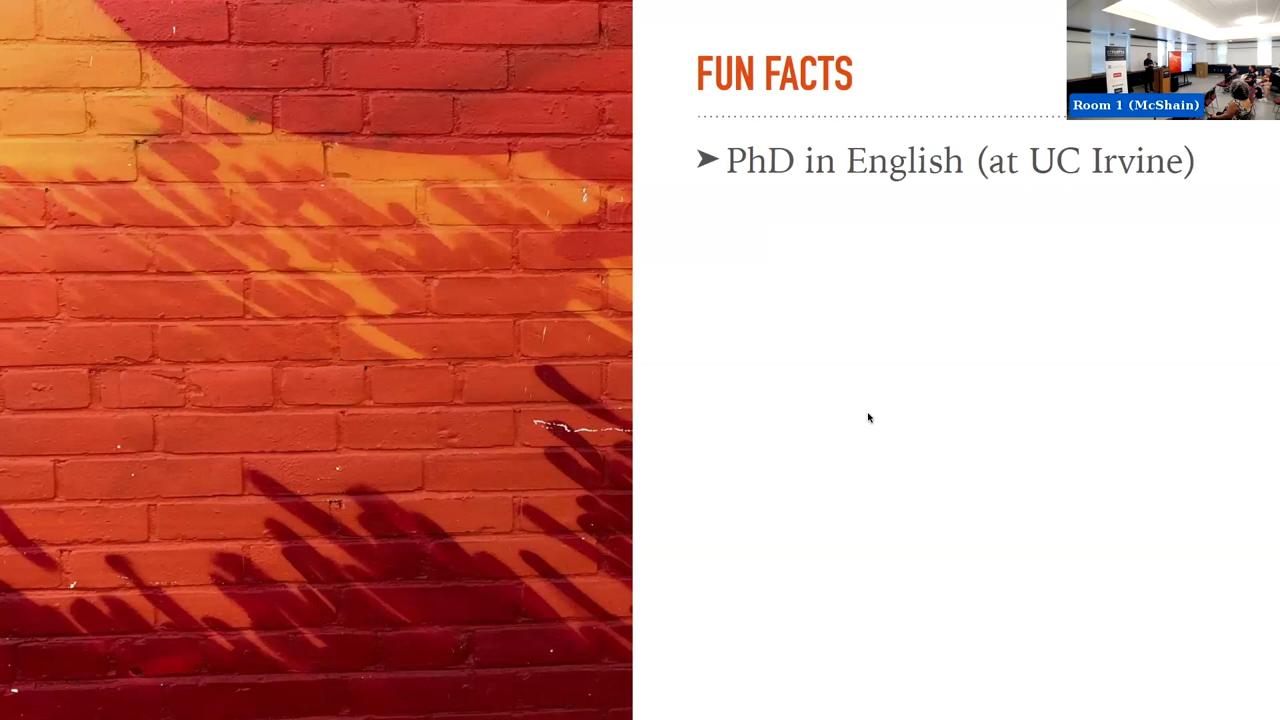 FUN FACTS
Room 1 (McShain)
➤ PhD in English (at UC Irvine)